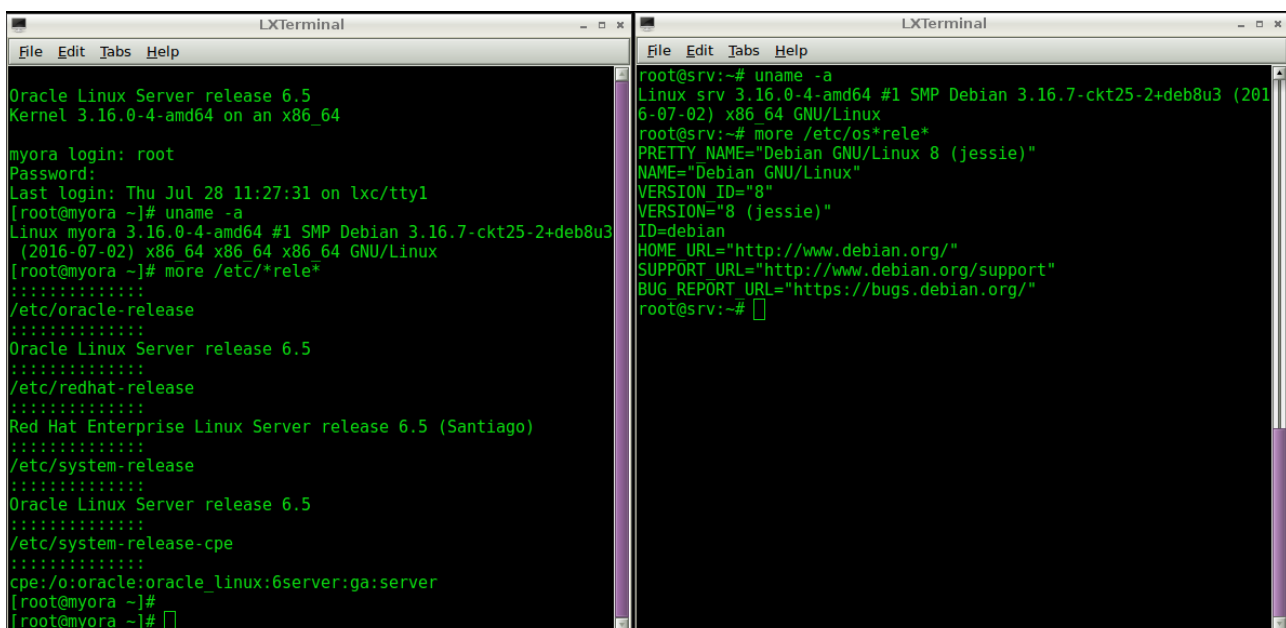 LXTerminal
File Edit Tabs Help
Oracle Linux Server release 6.5
Kernel 3.16.0-4-amd64 on an x86_64
myora login: root
Password:
Last login: Thu Jul 28 11:27:31 on lxc/tty1
[root@myora ~]# uname -a
Linux myora 3.16.0-4-amd64 #1 SMP Debian 3.16.7-ckt25-2+deb8u3
(2016-07-02) x86_64 x86_64 x86_64 GNU/Linux
[root@myora ~]# more /etc/*rele*
::::::::::::::
/etc/oracle-release
::::::::::::::
Oracle Linux Server release 6.5
::::::::::::::
/etc/redhat-release
::::::::::::::
Red Hat Enterprise Linux Server release 6.5 (Santiago)
::::::::::::::
/etc/system-release
::::::::::::::
Oracle Linux Server release 6.5
::::::::::::::
/etc/system-release-cpe
::::::::::::::
cpe:/o:oracle:oracle_linux:6server:ga:server
[root@myora ~]#
[root@myora ~]#
LXTerminal
File Edit Tabs Help
root@srv:~# uname -a
Linux srv 3.16.0-4-amd64 #1 SMP Debian 3.16.7-ckt25-2+deb8u3 (201
6-07-02) x86_64 GNU/Linux
root@srv:~# more /etc/os*rele*
PRETTY_NAME="Debian GNU/Linux 8 (jessie)"
NAME="Debian GNU/Linux"
VERSION_ID="8"
VERSION="8 (jessie)"
ID=debian
HOME_URL="http://www.debian.org/"
SUPPORT_URL="http://www.debian.org/support"
BUG_REPORT_URL="https://bugs.debian.org/"
root@srv:~#